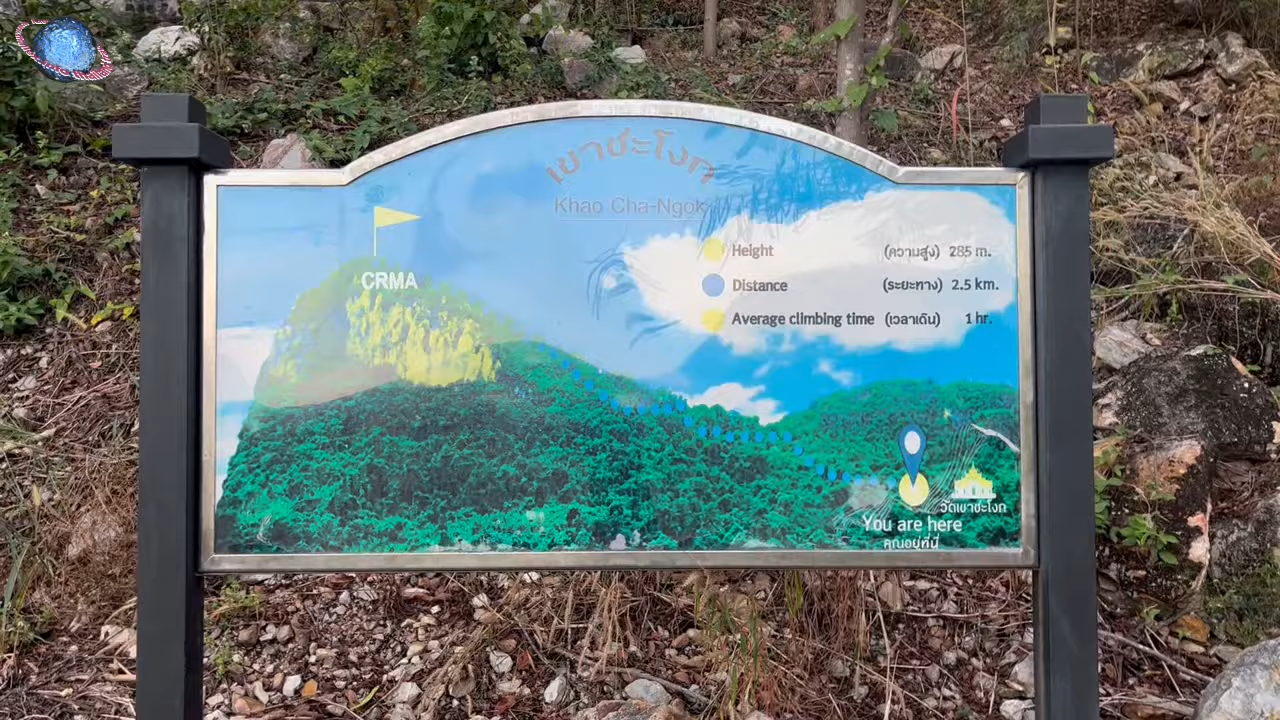 เขาชะโงก
Khao Cha-Ngok
CRMA
Height (ความสูง) 285 m.
Distance (ระยะทาง) 2.5 km.
Average climbing time (เวลาเดิน) 1 hr.
วัดเขาชะโงก
You are here
คุณอยู่ที่นี่